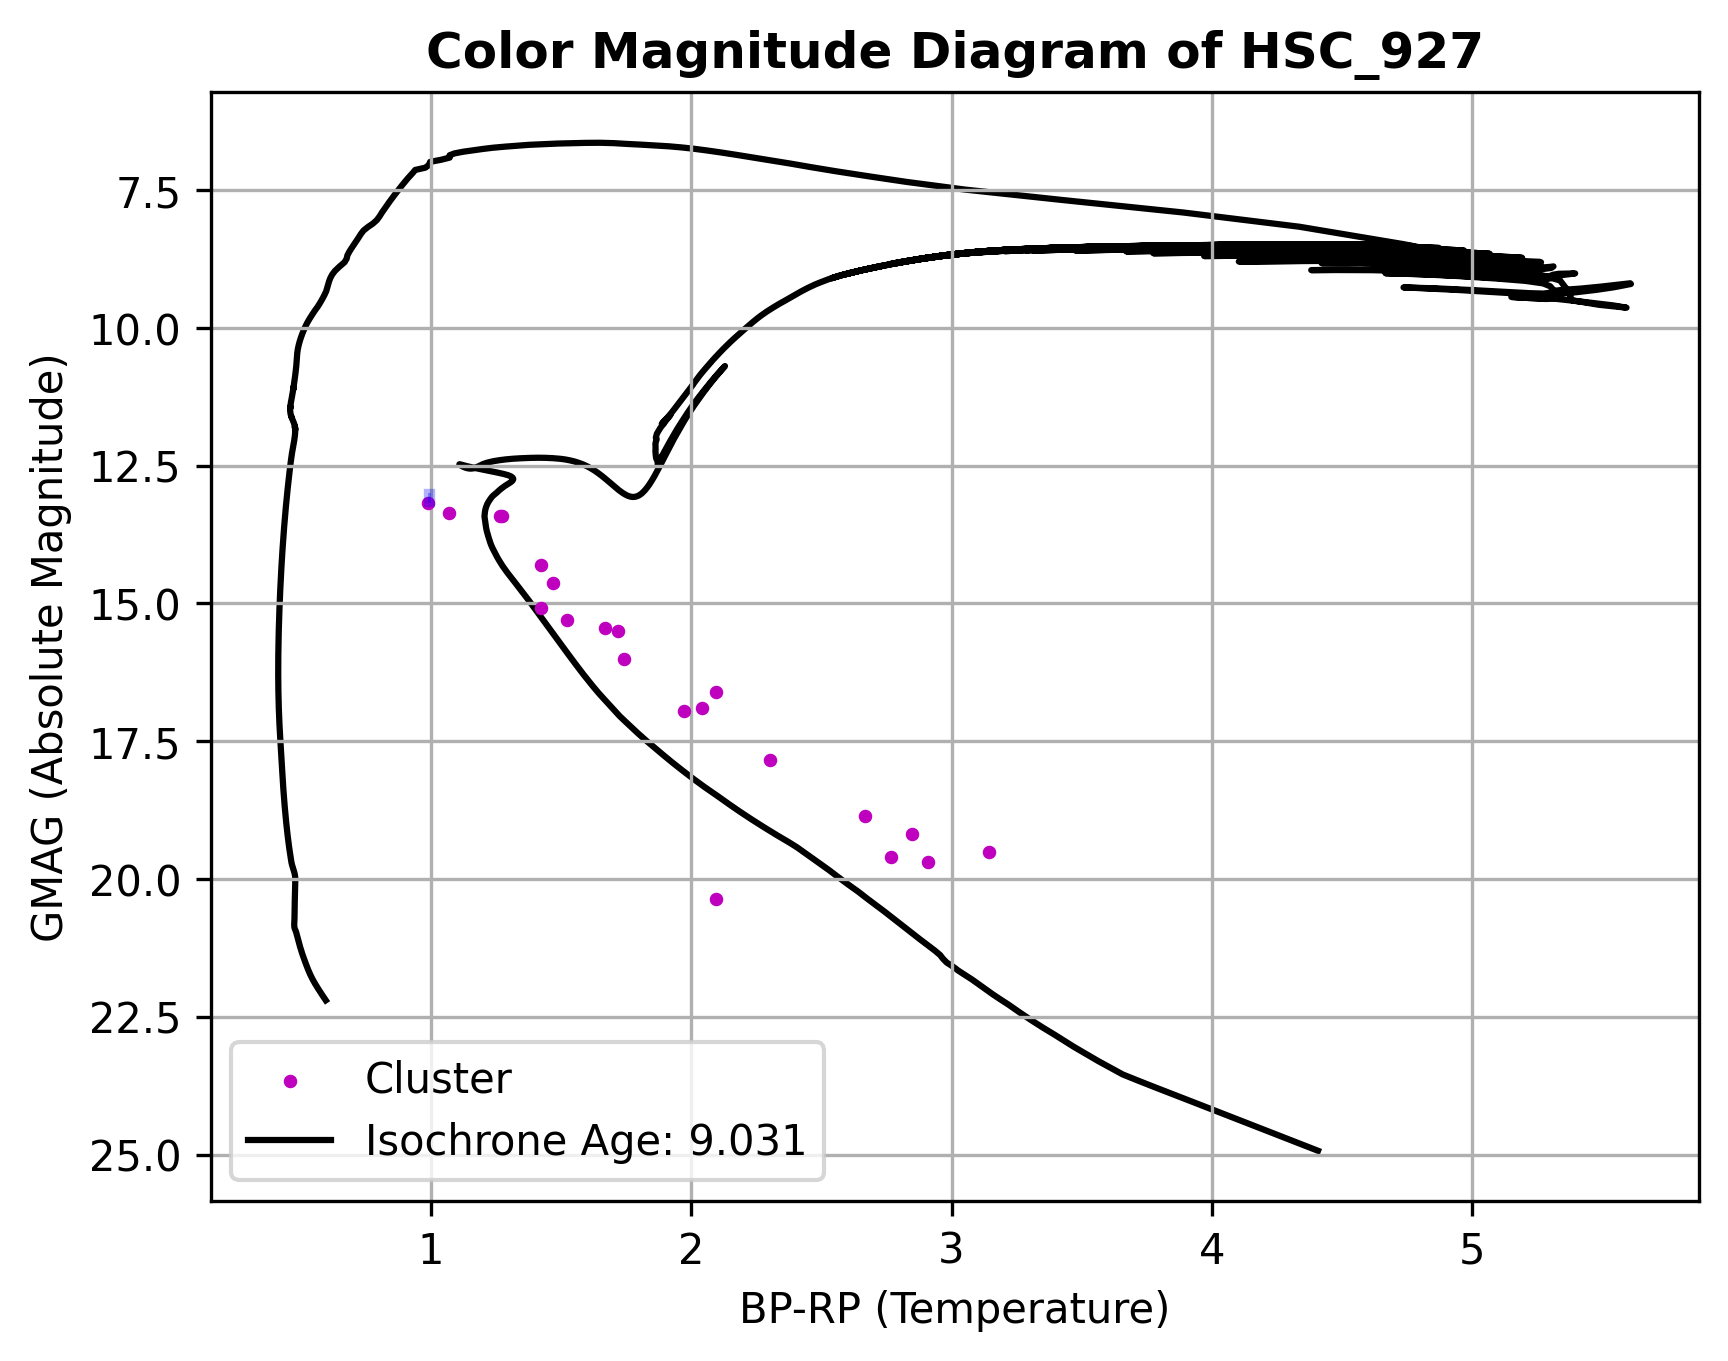 Color Magnitude Diagram of HSC_927
GMAG (Absolute Magnitude)
7.5
10.0
12.5
15.0
17.5
20.0
22.5
25.0
Cluster
Isochrone Age: 9.031
1 2 3 4 5
BP-RP (Temperature)